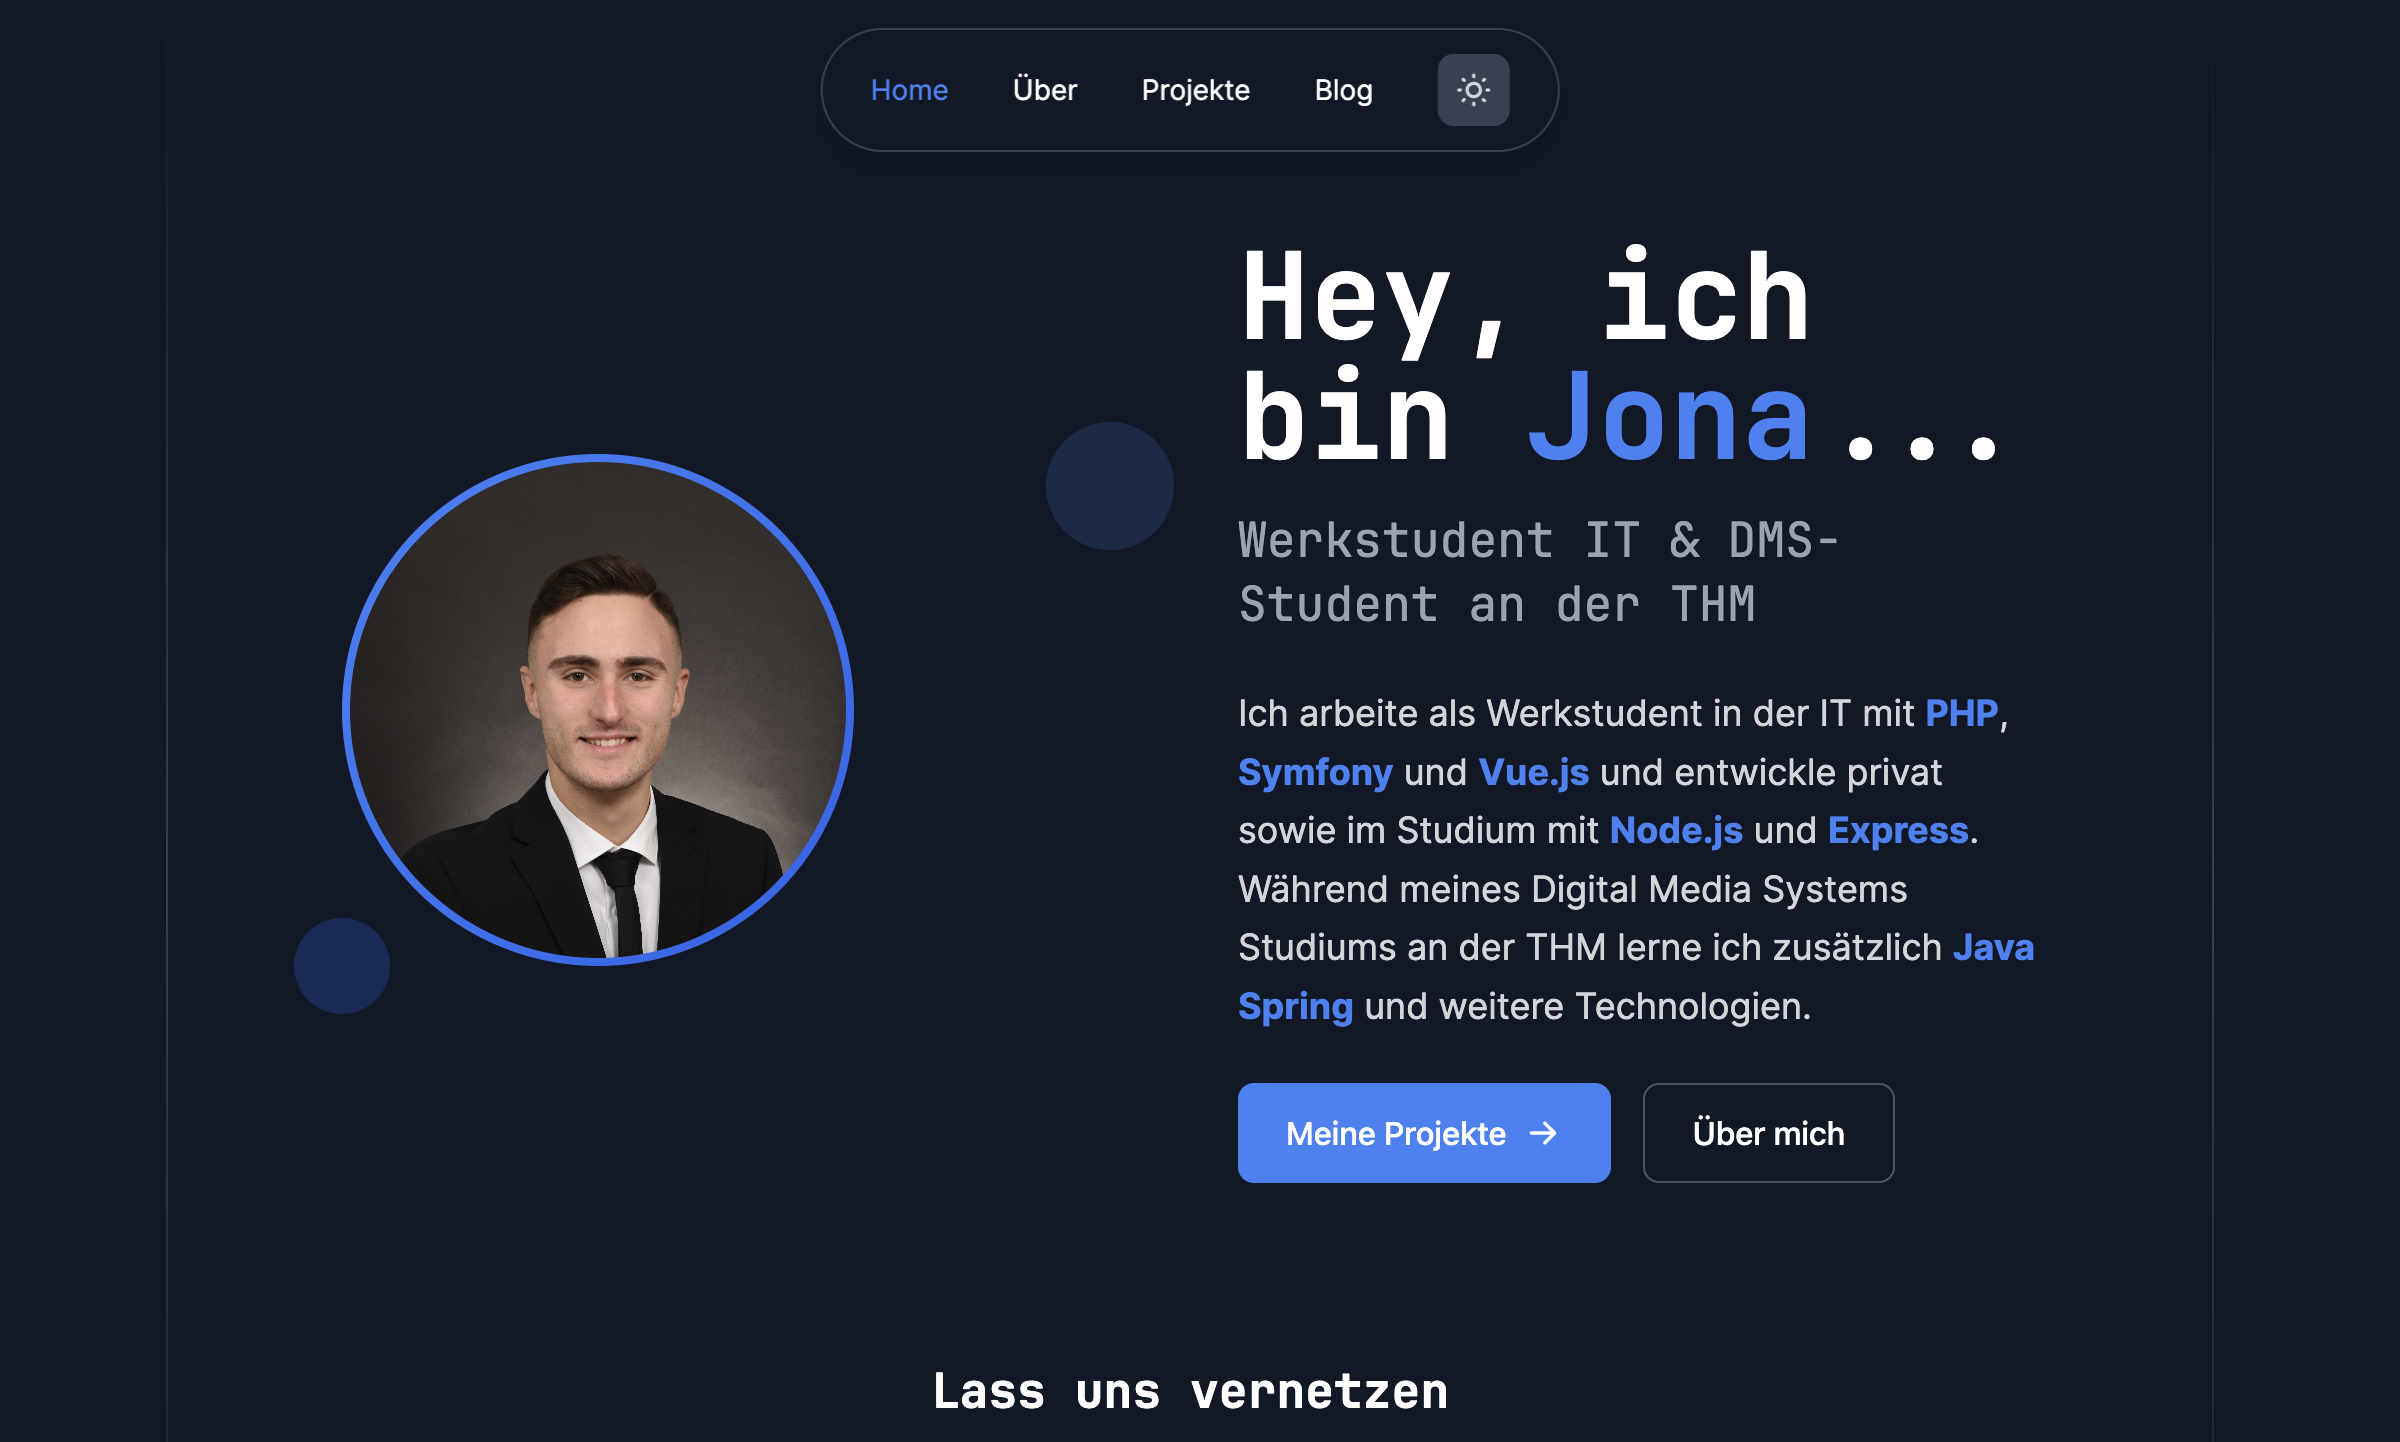 Home Über Projekte Blog
Hey, ich
bin Jona...
Werkstudent IT & DMS-
Student an der THM
Ich arbeite als Werkstudent in der IT mit PHP,
Symfony und Vue.js und entwickle privat
sowie im Studium mit Node.js und Express.
Während meines Digital Media Systems
Studiums an der THM lerne ich zusätzlich Java
Spring und weitere Technologien.
Meine Projekte → Über mich
Lass uns vernetzen